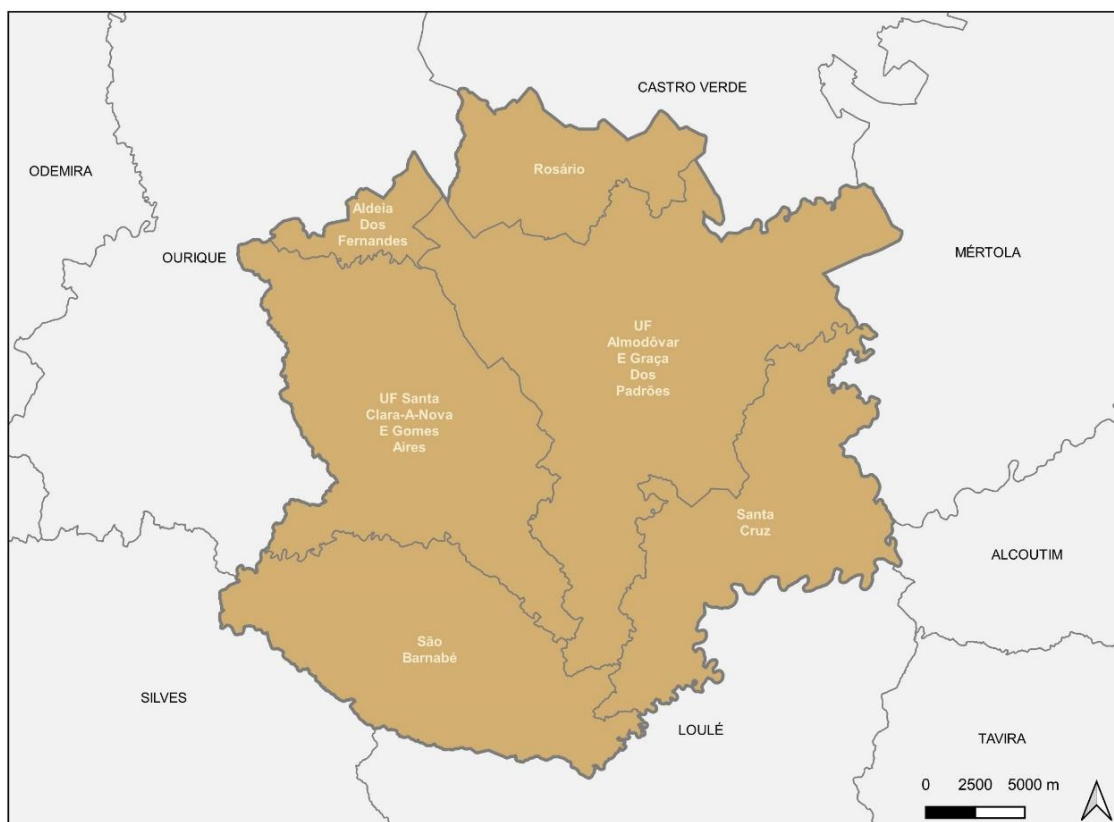 CASTRO VERDE
ODEMIRA
Rosário
Aldeia
Dos
Fernandes
OURIQUE
MÉRTOLA
UF
Almodôvar
E Graça
Dos
Padrões
UF Santa
Clara-A-Nova
E Gomes
Aires
Santa
Cruz
ALCOUTIM
São
Barnabé
SILVES
LOULÉ
TAVIRA
0 2500 5000 m